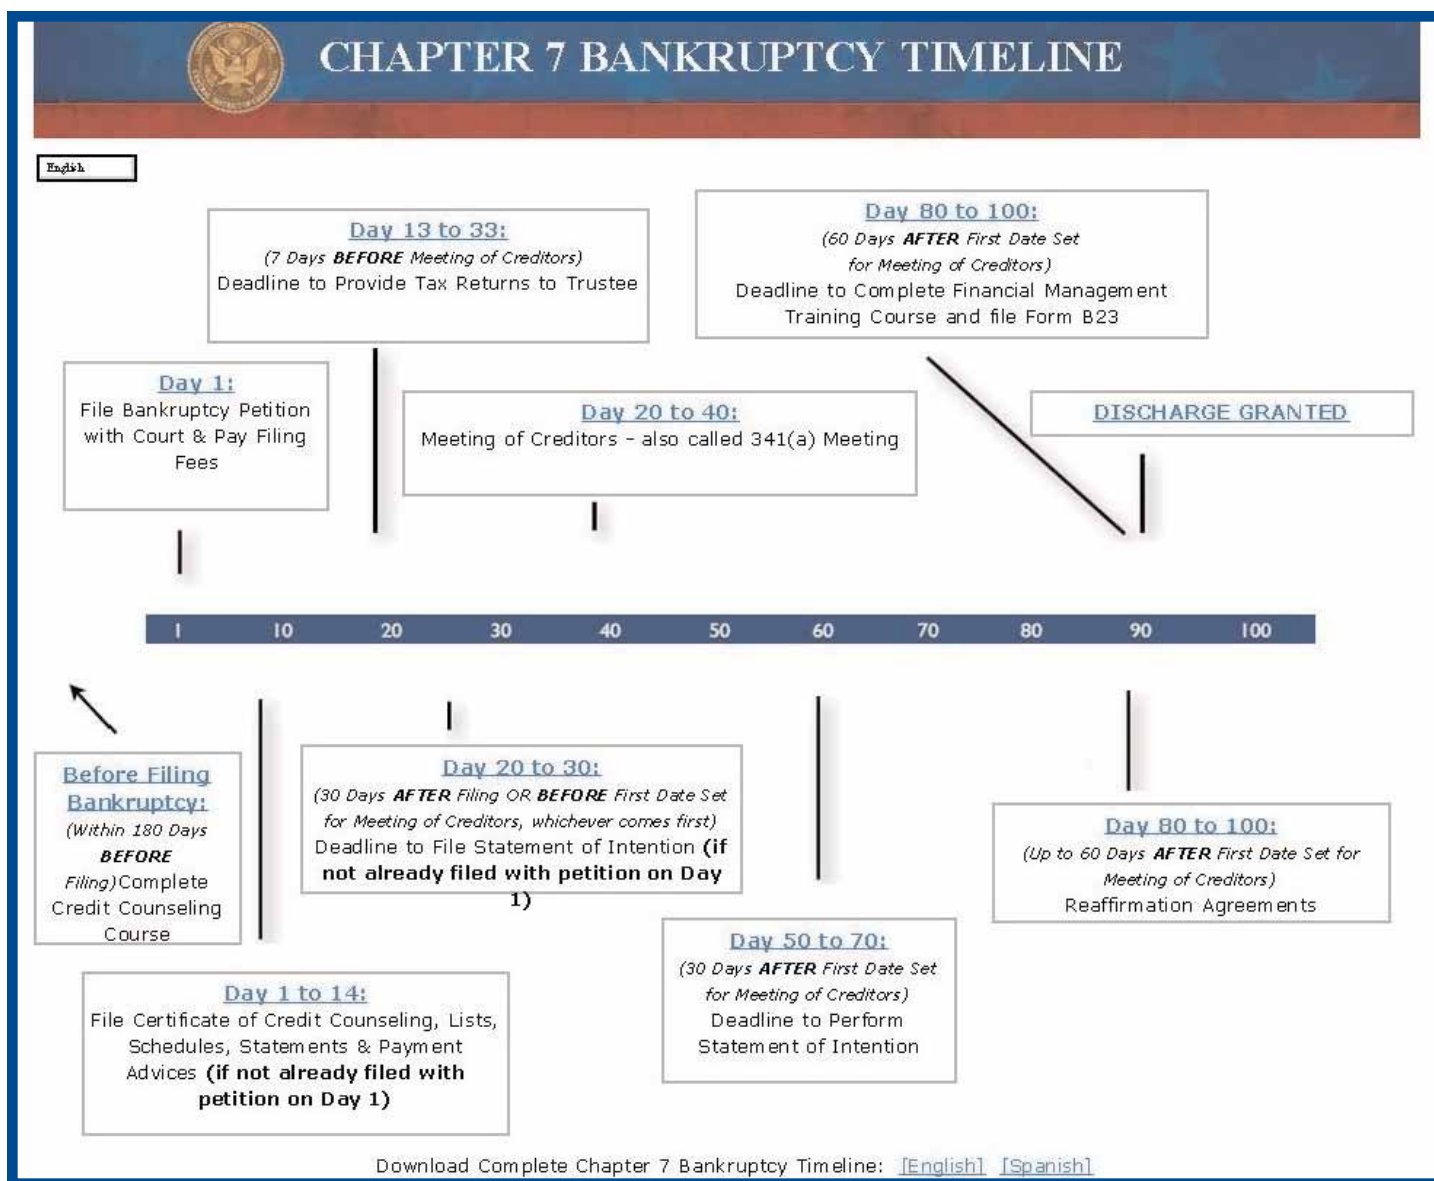 CHAPTER 7 BANKRUPTCY TIMELINE
English
Day 13 to 33:
(7 Days BEFORE Meeting of Creditors)
Deadline to Provide Tax Returns to Trustee
Day 80 to 100:
(60 Days AFTER First Date Set
for Meeting of Creditors)
Deadline to Complete Financial Management
Training Course and file Form B23
Day 1:
File Bankruptcy Petition
with Court & Pay Filing
Fees
Day 20 to 40:
Meeting of Creditors – also called 341(a) Meeting
DISCHARGE GRANTED
1 10 20 30 40 50 60 70 80 90 100
Before Filing
Bankruptcy:
(Within 180 Days
BEFORE
Filing)Complete
Credit Counseling
Course
Day 20 to 30:
(30 Days AFTER Filing OR BEFORE First Date Set
for Meeting of Creditors, whichever comes first)
Deadline to File Statement of Intention (if
not already filed with petition on Day
1)
Day 80 to 100:
(Up to 60 Days AFTER First Date Set for
Meeting of Creditors)
Reaffirmation Agreements
Day 50 to 70:
(30 Days AFTER First Date Set
for Meeting of Creditors)
Deadline to Perform
Statement of Intention
Day 1 to 14:
File Certificate of Credit Counseling, Lists,
Schedules, Statements & Payment
Advices (if not already filed with
petition on Day 1)
Download Complete Chapter 7 Bankruptcy Timeline: [English] [Spanish]